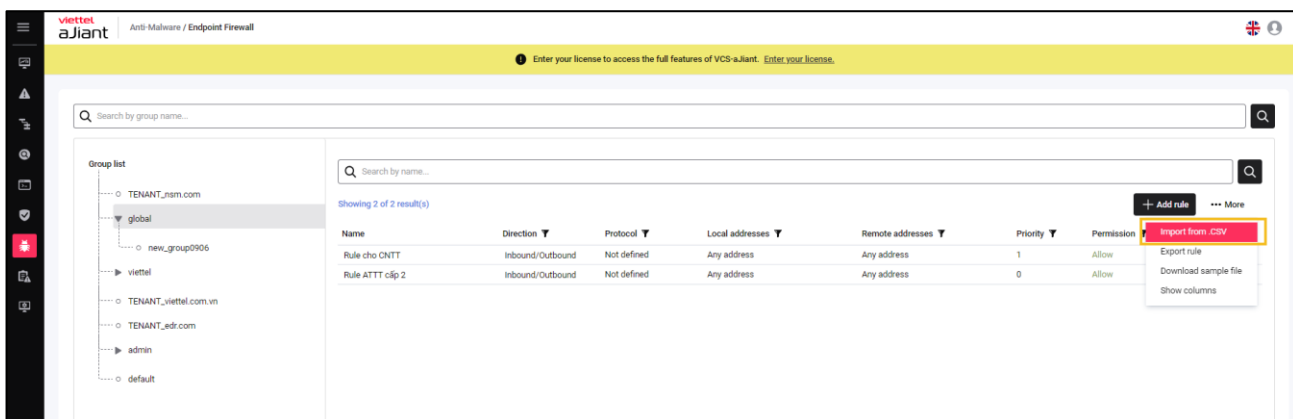 viettel
aJiant
Anti-Malware / Endpoint Firewall
Enter your license to access the full features of VCS-aJiant. Enter your license.
Search by group name...
Group list
TENANT_nsm.com
global
new_group0906
viettel
TENANT_viettel.com.vn
TENANT_edr.com
admin
default
Search by name...
Showing 2 of 2 result(s)
+ Add rule
••• More
Name Direction Protocol Local addresses Remote addresses Priority Permission
Rule cho CNTT Inbound/Outbound Not defined Any address Any address 1 Allow
Rule ATTT cấp 2 Inbound/Outbound Not defined Any address Any address 0 Allow
Import from .CSV
Export rule
Download sample file
Show columns